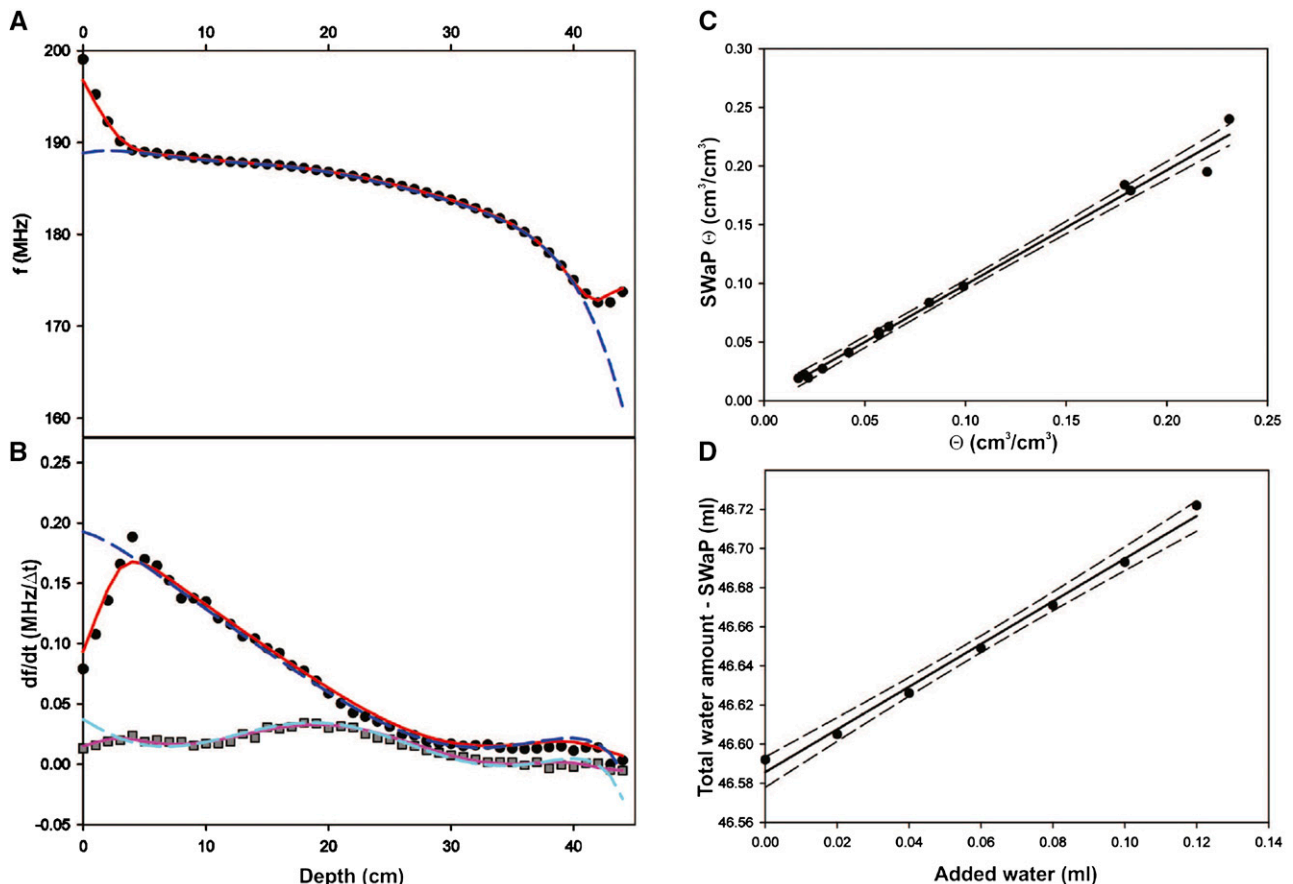 A
0 10 20 30 40
200
190
180
170
160
f (MHz)
B
0.25
0.20
0.15
0.10
0.05
0.00
-0.05
df/dt (MHz/Δt)
0 10 20 30 40
Depth (cm)
C
0.30
0.25
0.20
0.15
0.10
0.05
0.00
SWaP Θ (cm³/cm³)
0.00 0.05 0.10 0.15 0.20 0.25
Θ (cm³/cm³)
D
46.72
46.70
46.68
46.66
46.64
46.62
46.60
46.58
46.56
Total water amount - SWaP (ml)
0.00 0.02 0.04 0.06 0.08 0.10 0.12 0.14
Added water (ml)